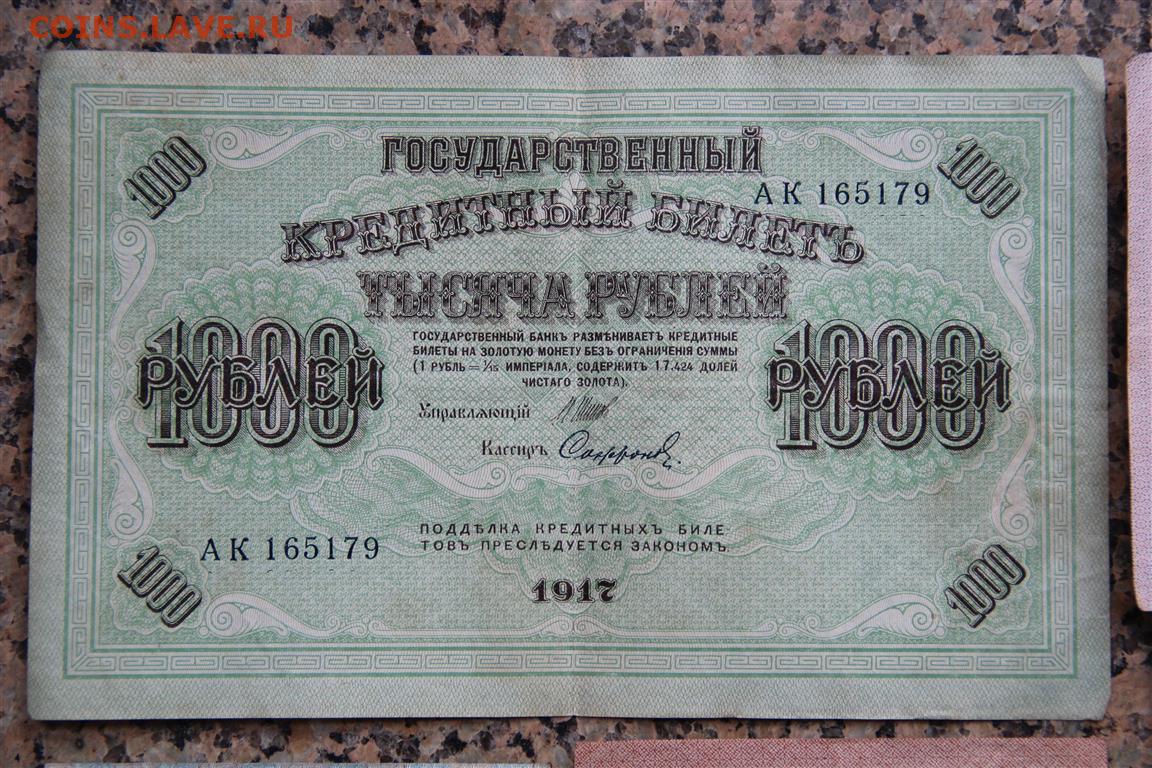 COINS.LAVE.RU
1000
1000
ГОСУДАРСТВЕННЫЙ
АК 165179
КРЕДИТНЫЙ БИЛЕТЪ
ТЫСЯЧА РУБЛЕЙ
1000
РУБЛЕЙ
1000
РУБЛЕЙ
ГОСУДАРСТВЕННЫЙ БАНКЪ РАЗМѢНИВАЕТЪ КРЕДИТНЫЕ
БИЛЕТЫ НА ЗОЛОТУЮ МОНЕТУ БЕЗЪ ОГРАНИЧЕНІЯ СУММЫ
(1 РУБЛЬ = 1/15 ИМПЕРІАЛА, СОДЕРЖИТЪ 17.424 ДОЛЕЙ
ЧИСТАГО ЗОЛОТА).
Управляющій
Кассиръ Сафронов
ПОДДѢЛКА КРЕДИТНЫХЪ БИЛЕ-
ТОВЪ ПРЕСЛѢДУЕТСЯ ЗАКОНОМЪ.
АК 165179
1000
1000
1917